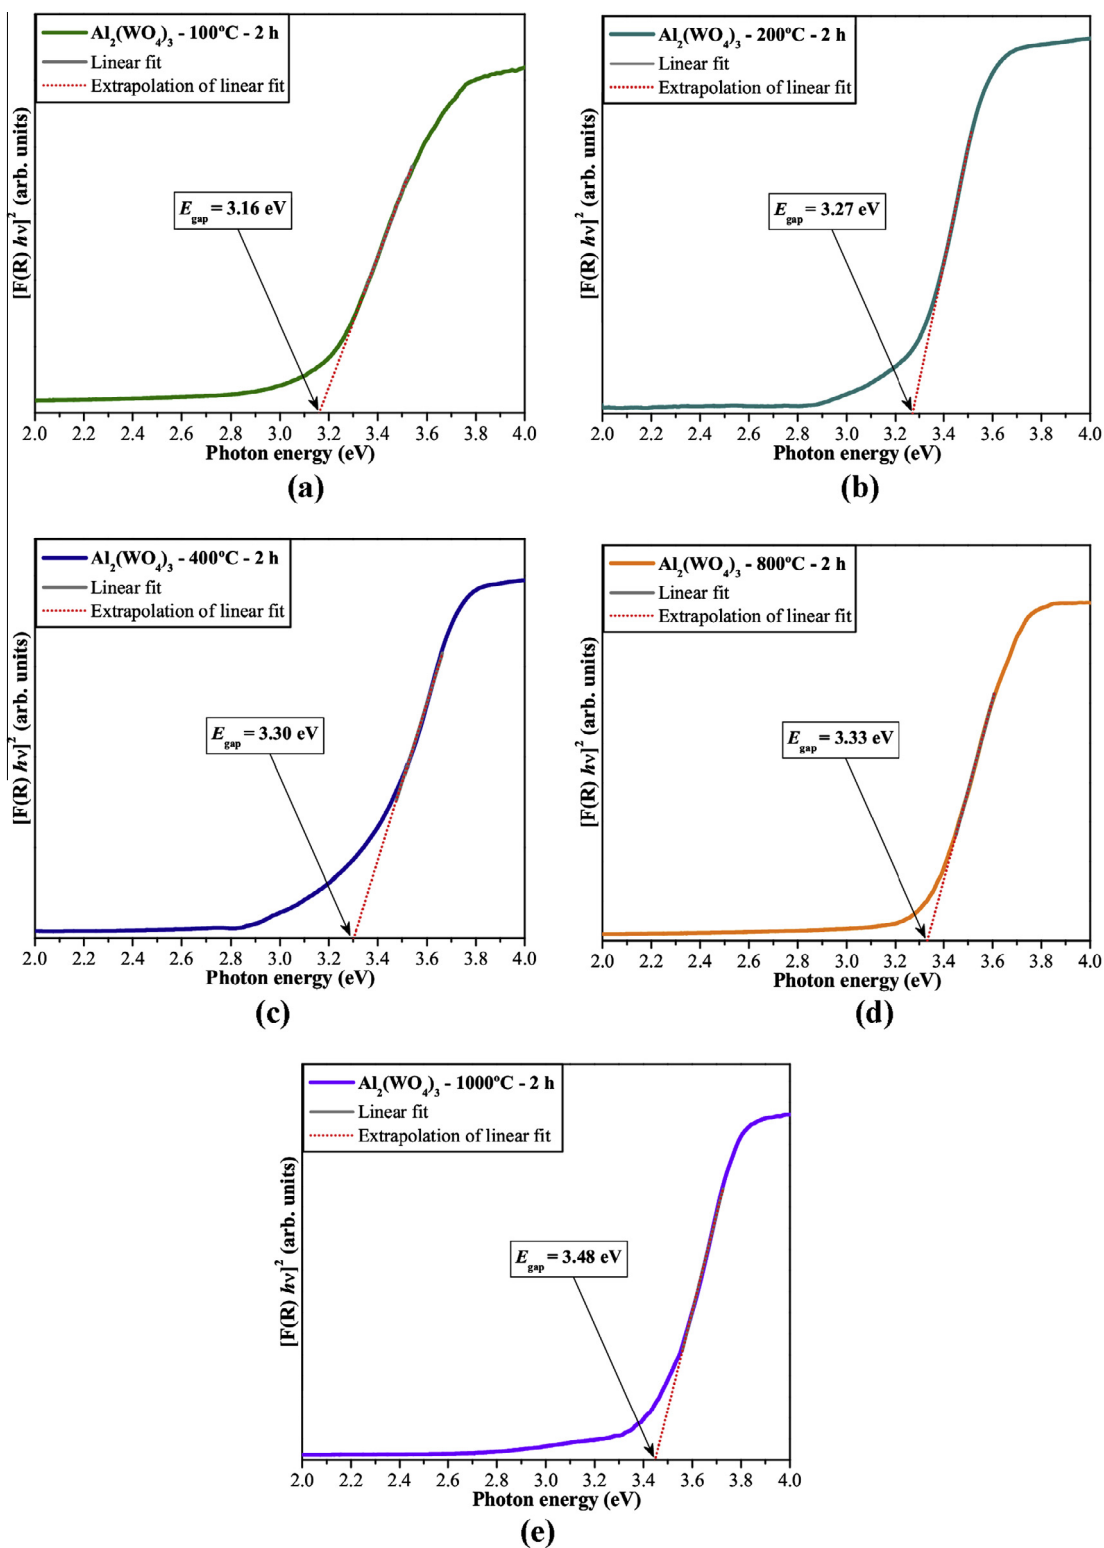 Al₂(WO₄)₃ - 100ºC - 2 h
Linear fit
Extrapolation of linear fit
[F(R) hν]² (arb. units)
E gap = 3.16 eV
2.0 2.2 2.4 2.6 2.8 3.0 3.2 3.4 3.6 3.8 4.0
Photon energy (eV)
(a)
Al₂(WO₄)₃ - 200ºC - 2 h
Linear fit
Extrapolation of linear fit
[F(R) hν]² (arb. units)
E gap = 3.27 eV
2.0 2.2 2.4 2.6 2.8 3.0 3.2 3.4 3.6 3.8 4.0
Photon energy (eV)
(b)
Al₂(WO₄)₃ - 400ºC - 2 h
Linear fit
Extrapolation of linear fit
[F(R) hν]² (arb. units)
E gap = 3.30 eV
2.0 2.2 2.4 2.6 2.8 3.0 3.2 3.4 3.6 3.8 4.0
Photon energy (eV)
(c)
Al₂(WO₄)₃ - 800ºC - 2 h
Linear fit
Extrapolation of linear fit
[F(R) hν]² (arb. units)
E gap = 3.33 eV
2.0 2.2 2.4 2.6 2.8 3.0 3.2 3.4 3.6 3.8 4.0
Photon energy (eV)
(d)
Al₂(WO₄)₃ - 1000ºC - 2 h
Linear fit
Extrapolation of linear fit
[F(R) hν]² (arb. units)
E gap = 3.48 eV
2.0 2.2 2.4 2.6 2.8 3.0 3.2 3.4 3.6 3.8 4.0
Photon energy (eV)
(e)